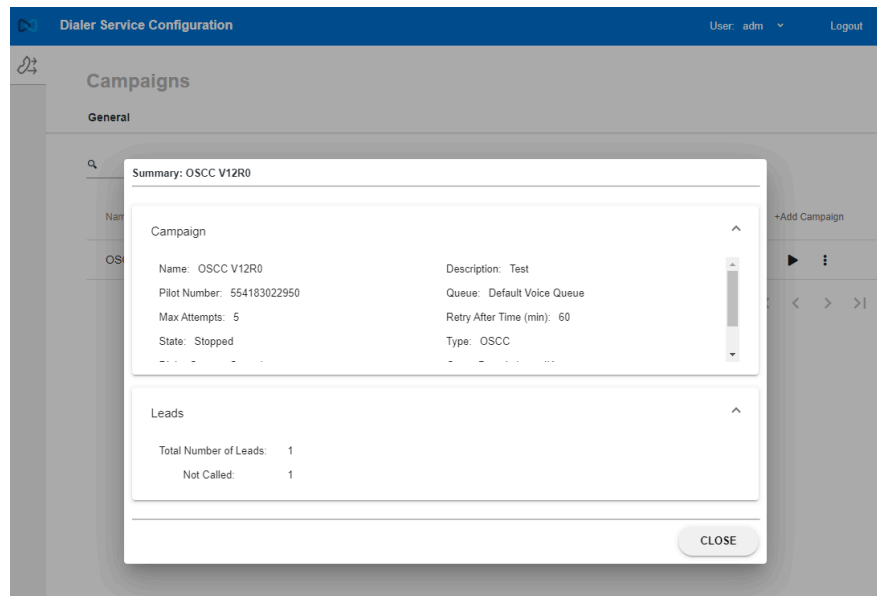 Dialer Service Configuration
User: adm
Logout
Campaigns
General
Summary: OSCC V12R0
Nam
+Add Campaign
Campaign
OS
Name: OSCC V12R0
Description: Test
Pilot Number: 554183022950
Queue: Default Voice Queue
Max Attempts: 5
Retry After Time (min): 60
State: Stopped
Type: OSCC
Leads
Total Number of Leads: 1
Not Called: 1
CLOSE